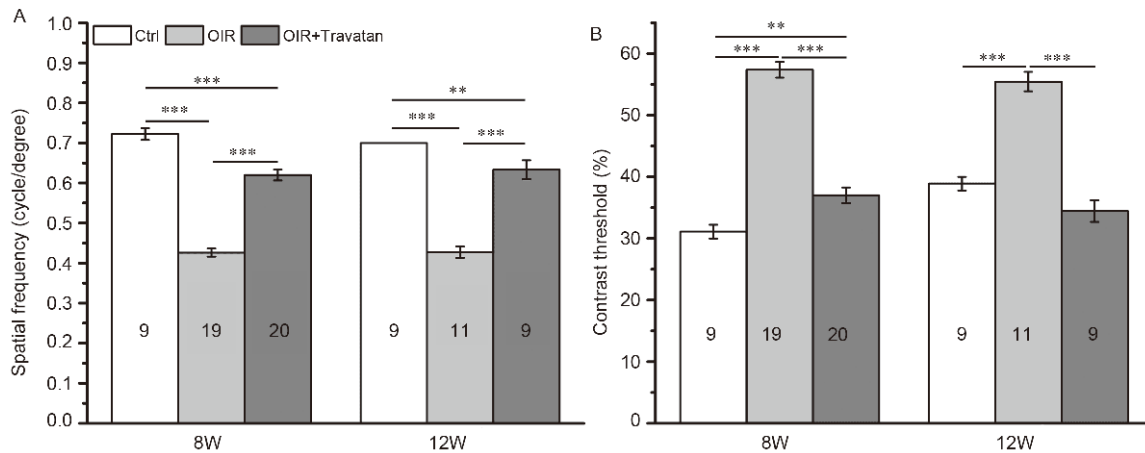 A
Ctrl OIR OIR+Travatan
Spatial frequency (cycle/degree)
1.0
0.9
0.8
0.7
0.6
0.5
0.4
0.3
0.2
0.1
0.0
***
***
***
**
***
***
9 19 20 9 11 9
8W 12W
B
Contrast threshold (%)
60
50
40
30
20
10
0
**
*** *** *** ***
9 19 20 9 11 9
8W 12W